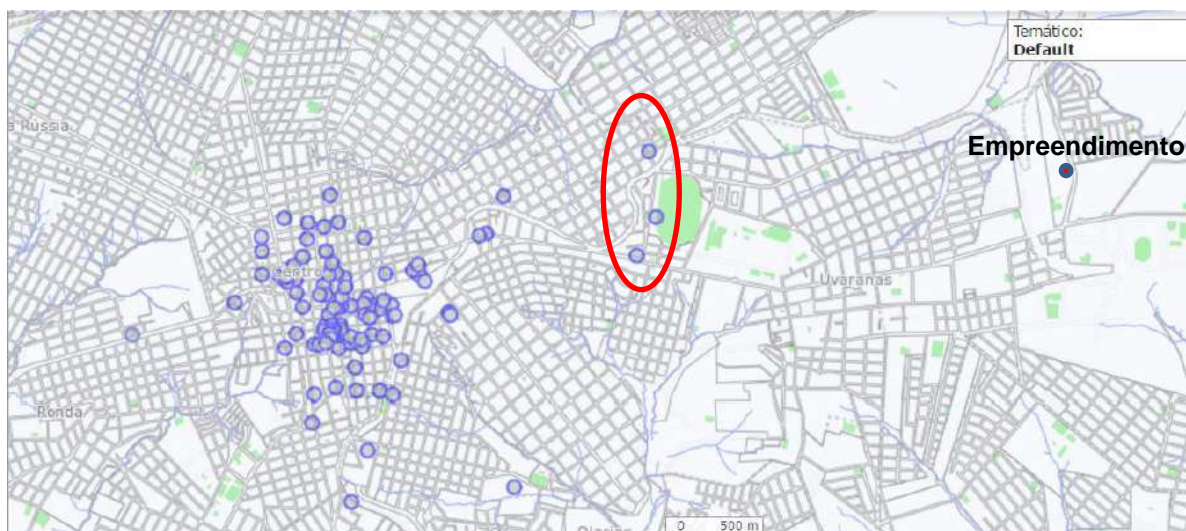 Temático:
Default
a Rússia
Empreendimento
Centro
Uvaranas
Ronda
0 500 m